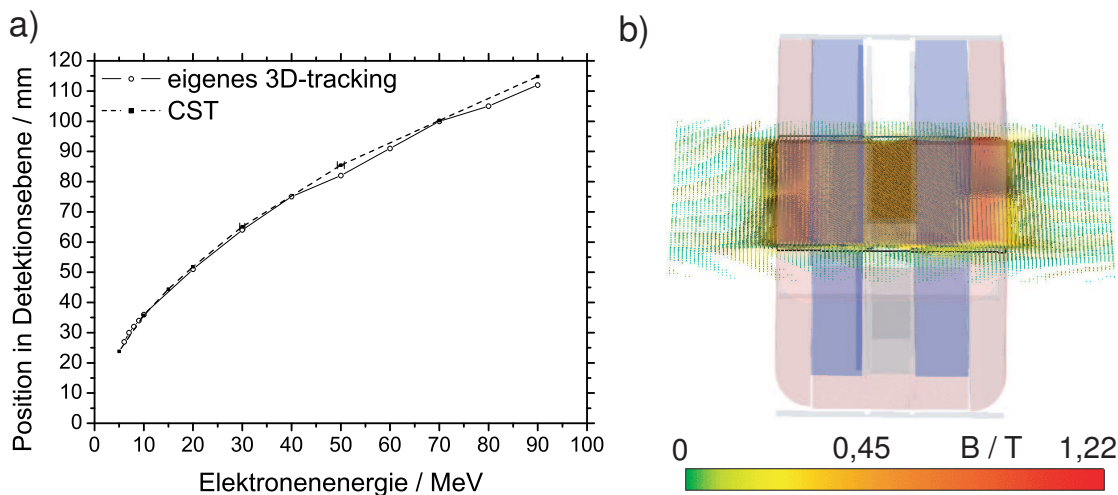 a)
120
110
100
90
80
70
60
50
40
30
20
10
0
Position in Detektionsebene / mm
eigenes 3D-tracking
CST
0 10 20 30 40 50 60 70 80 90 100
Elektronenenergie / MeV
b)
0 0,45 B / T 1,22